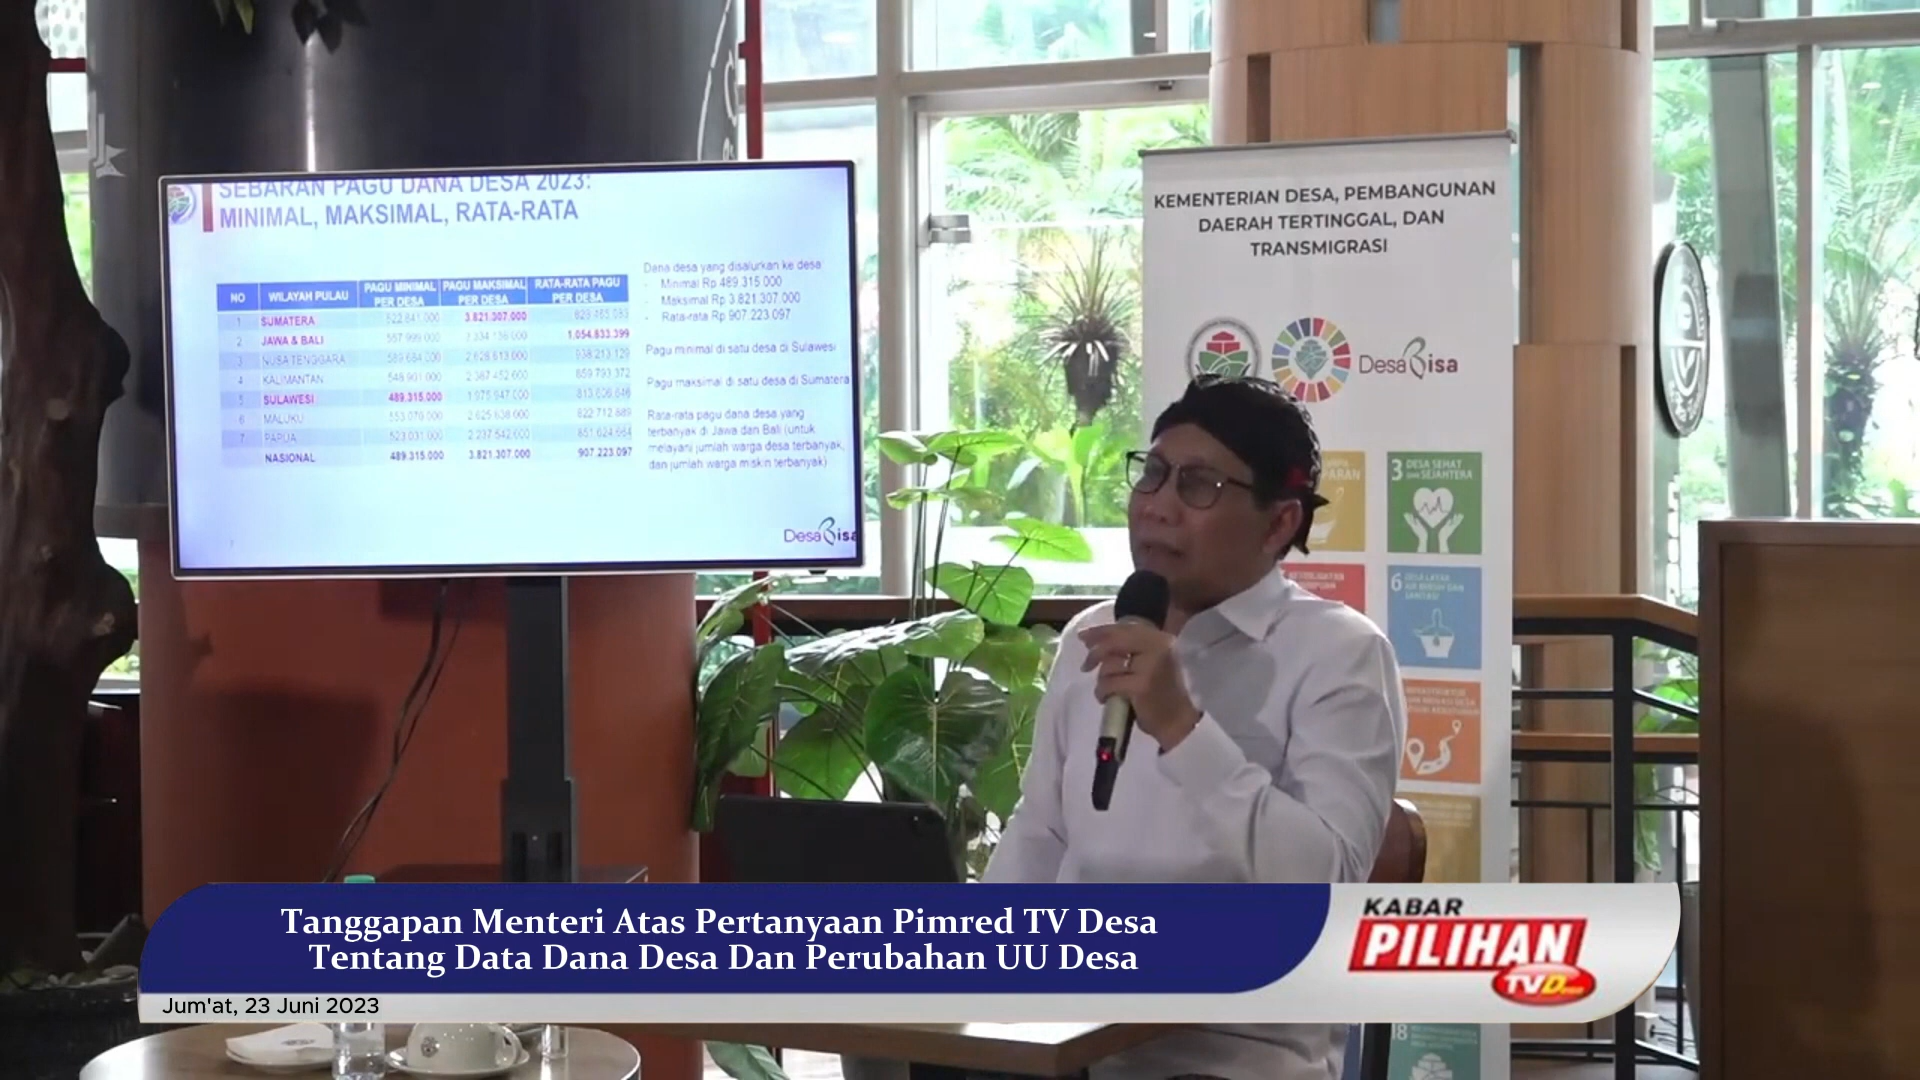 SEBARAN PAGU DANA DESA 2023:
MINIMAL, MAKSIMAL, RATA-RATA
NO WILAYAH PULAU PAGU MINIMAL PER DESA PAGU MAKSIMAL PER DESA RATA-RATA PAGU PER DESA
1 SUMATERA 3.821.307.000
2 JAWA & BALI 1.054.833.399
3 NUSA TENGGARA
4 KALIMANTAN
5 SULAWESI 489.315.000
6 MALUKU
7 PAPUA
NASIONAL 489.315.000 3.821.307.000 907.223.097
Dana desa yang disalurkan ke desa:
- Minimal Rp 489.315.000
- Maksimal Rp 3.821.307.000
- Rata-rata Rp 907.223.097
Pagu minimal di satu desa di Sulawesi
Pagu maksimal di satu desa di Sumatera
Rata-rata pagu dana desa yang
terbanyak di Jawa dan Bali (untuk
melayani jumlah warga desa terbanyak,
dan jumlah warga miskin terbanyak)
DesaBisa
KEMENTERIAN DESA, PEMBANGUNAN
DAERAH TERTINGGAL, DAN
TRANSMIGRASI
DesaBisa
3 DESA SEHAT
DAN SEJAHTERA
6 DESA LAYAK
AIR BERSIH DAN
SANITASI
18
Tanggapan Menteri Atas Pertanyaan Pimred TV Desa
Tentang Data Dana Desa Dan Perubahan UU Desa
KABAR
PILIHAN
TVDesa
Jum'at, 23 Juni 2023